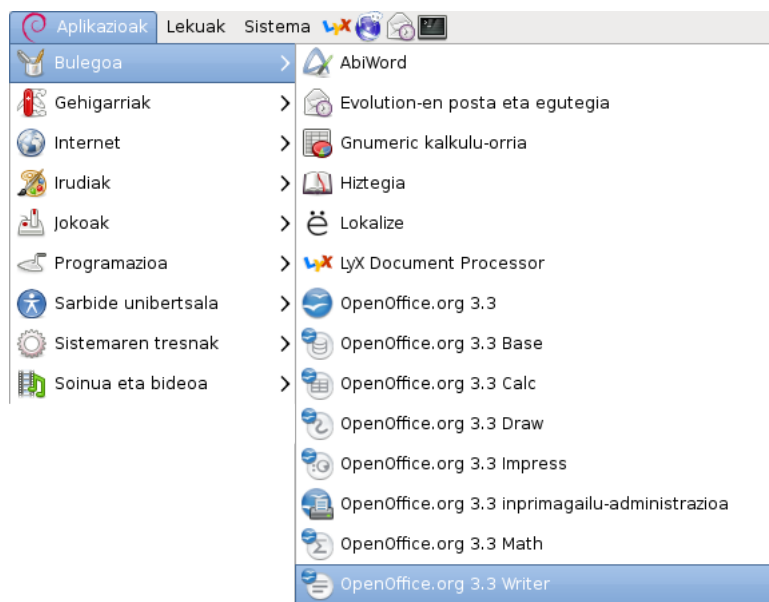 Aplikazioak Lekuak Sistema
Bulegoa
Gehigarriak
Internet
Irudiak
Jokoak
Programazioa
Sarbide unibertsala
Sistemaren tresnak
Soinua eta bideoa
AbiWord
Evolution-en posta eta egutegia
Gnumeric kalkulu-orria
Hiztegia
Lokalize
LyX Document Processor
OpenOffice.org 3.3
OpenOffice.org 3.3 Base
OpenOffice.org 3.3 Calc
OpenOffice.org 3.3 Draw
OpenOffice.org 3.3 Impress
OpenOffice.org 3.3 inprimagailu-administrazioa
OpenOffice.org 3.3 Math
OpenOffice.org 3.3 Writer